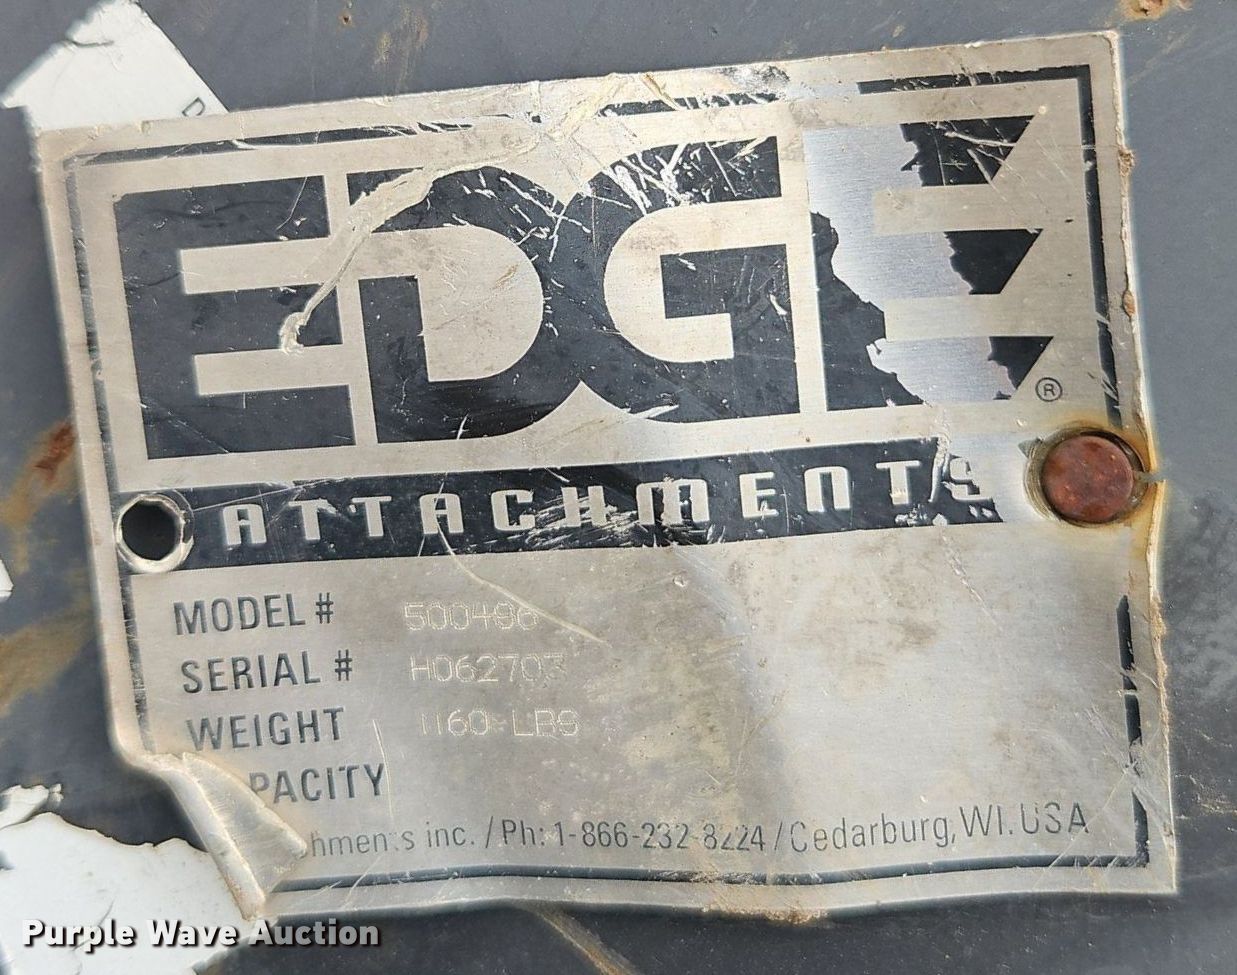 D
EDGE®
ATTACHMENTS
MODEL # 500486
SERIAL # H062703
WEIGHT 1160 LBS
PACITY
hments inc. / Ph: 1-866-232-8224 / Cedarburg, WI. USA
Purple Wave Auction